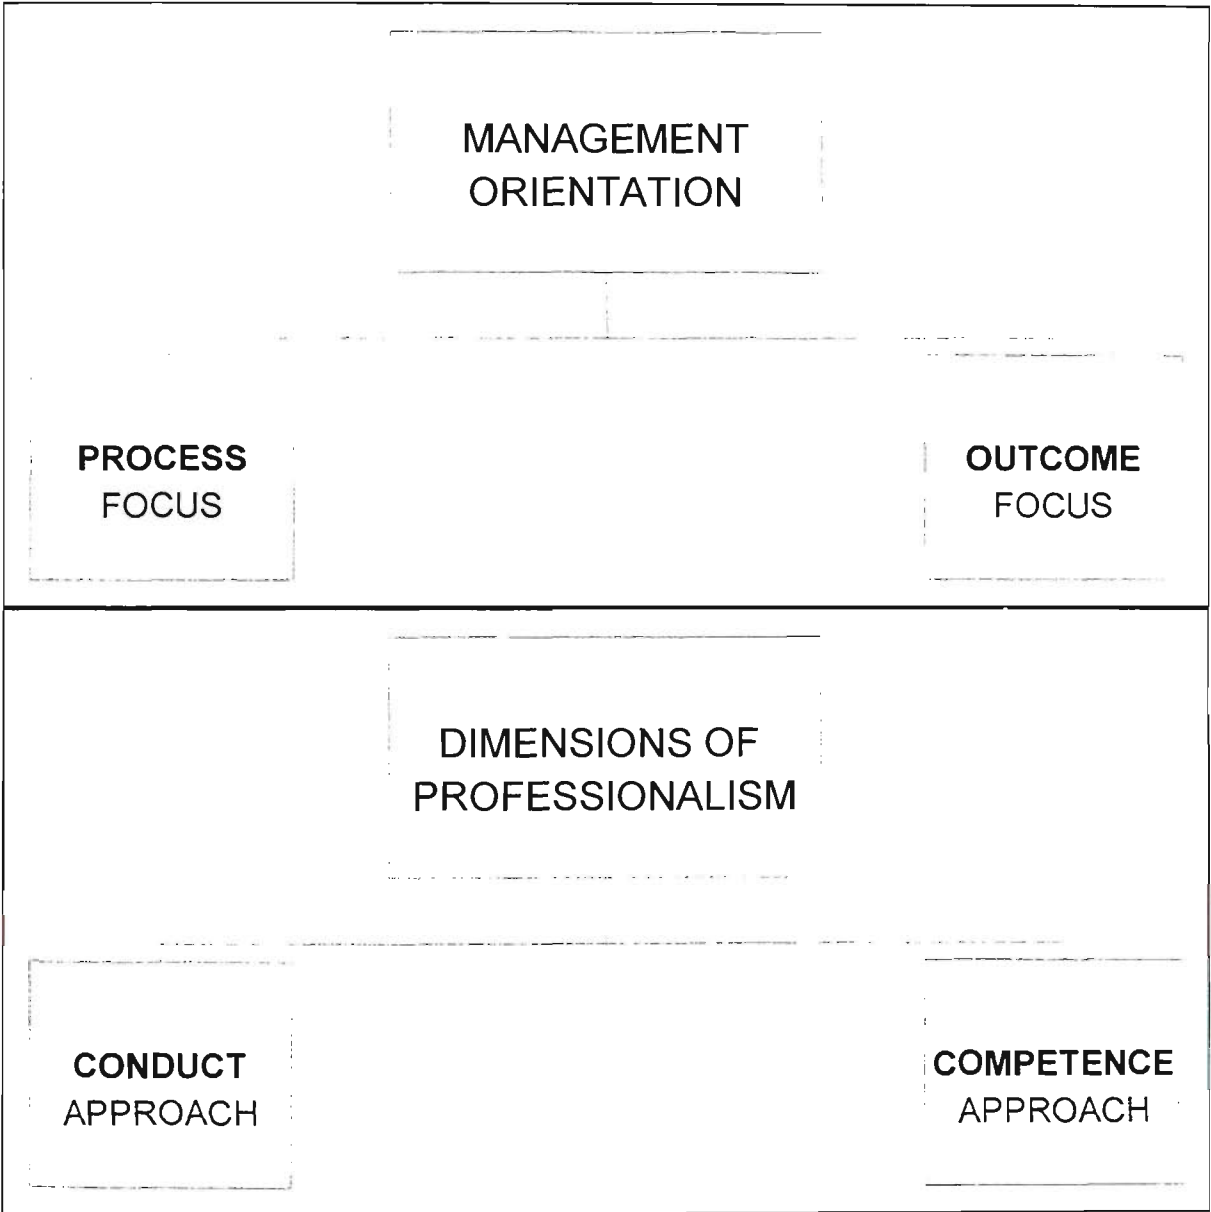 MANAGEMENT
ORIENTATION
PROCESS
FOCUS
OUTCOME
FOCUS
DIMENSIONS OF
PROFESSIONALISM
CONDUCT
APPROACH
COMPETENCE
APPROACH